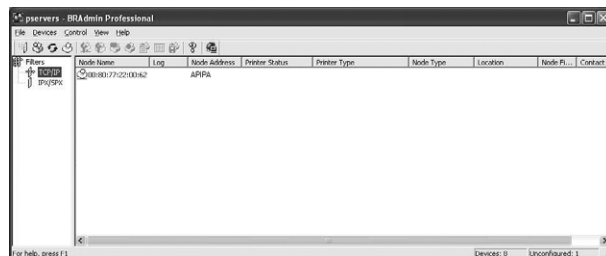 pservers - BRAdmin Professional
File Devices Control View Help
Filters
TCP/IP
IPX/SPX
Node Name Log Node Address Printer Status Printer Type Node Type Location Node Fi... Contact
00:80:77:22:00:62 APIPA
For help, press F1 Devices: 0 Unconfigured: 1